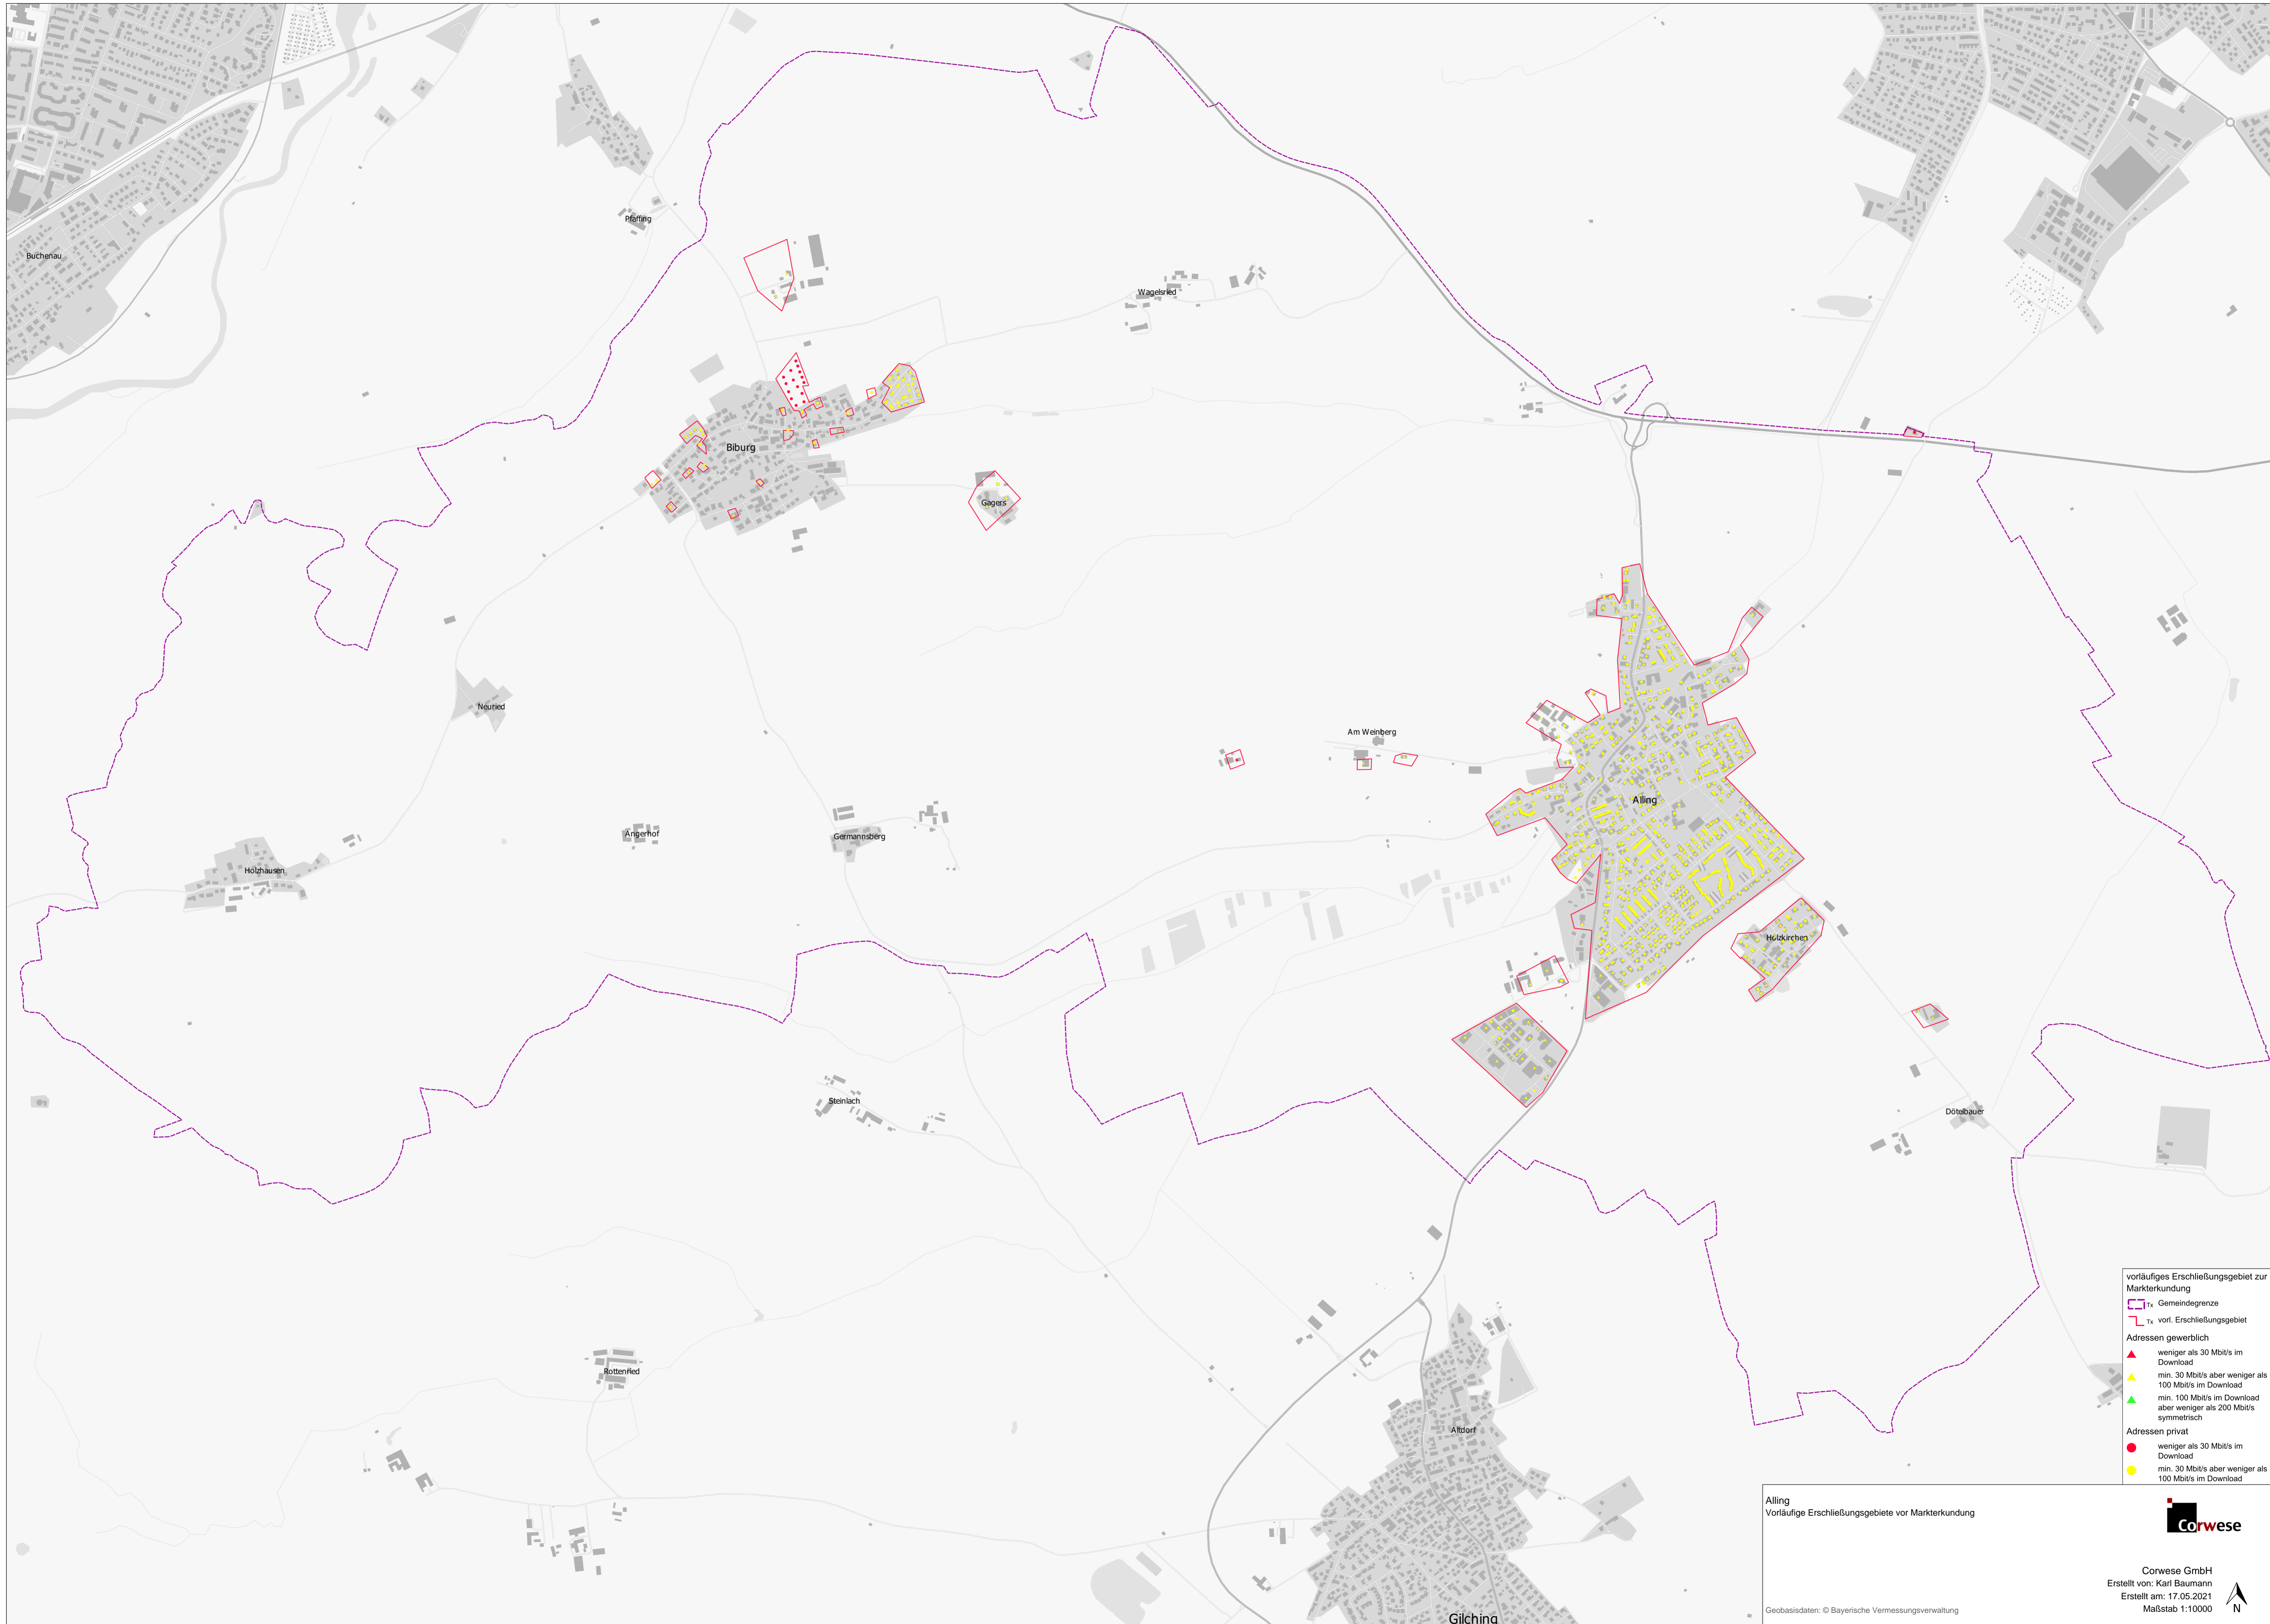 Buchenau
Pfaffing
Wagelsried
Biburg
Gagers
Neuried
Am Weinberg
Alling
Angerhof
Germannsberg
Holzhausen
Holzkirchen
Steinlach
Dötelbauer
Rottenried
Altdorf
Gilching
vorläufiges Erschließungsgebiet zur
Markterkundung
Tx Gemeindegrenze
Tx vorl. Erschließungsgebiet
Adressen gewerblich
weniger als 30 Mbit/s im
Download
min. 30 Mbit/s aber weniger als
100 Mbit/s im Download
min. 100 Mbit/s im Download
aber weniger als 200 Mbit/s
symmetrisch
Adressen privat
weniger als 30 Mbit/s im
Download
min. 30 Mbit/s aber weniger als
100 Mbit/s im Download
Alling
Vorläufige Erschließungsgebiete vor Markterkundung
Corwese
Corwese GmbH
Erstellt von: Karl Baumann
Erstellt am: 17.05.2021
Maßstab 1:10000
N
Geobasisdaten: © Bayerische Vermessungsverwaltung